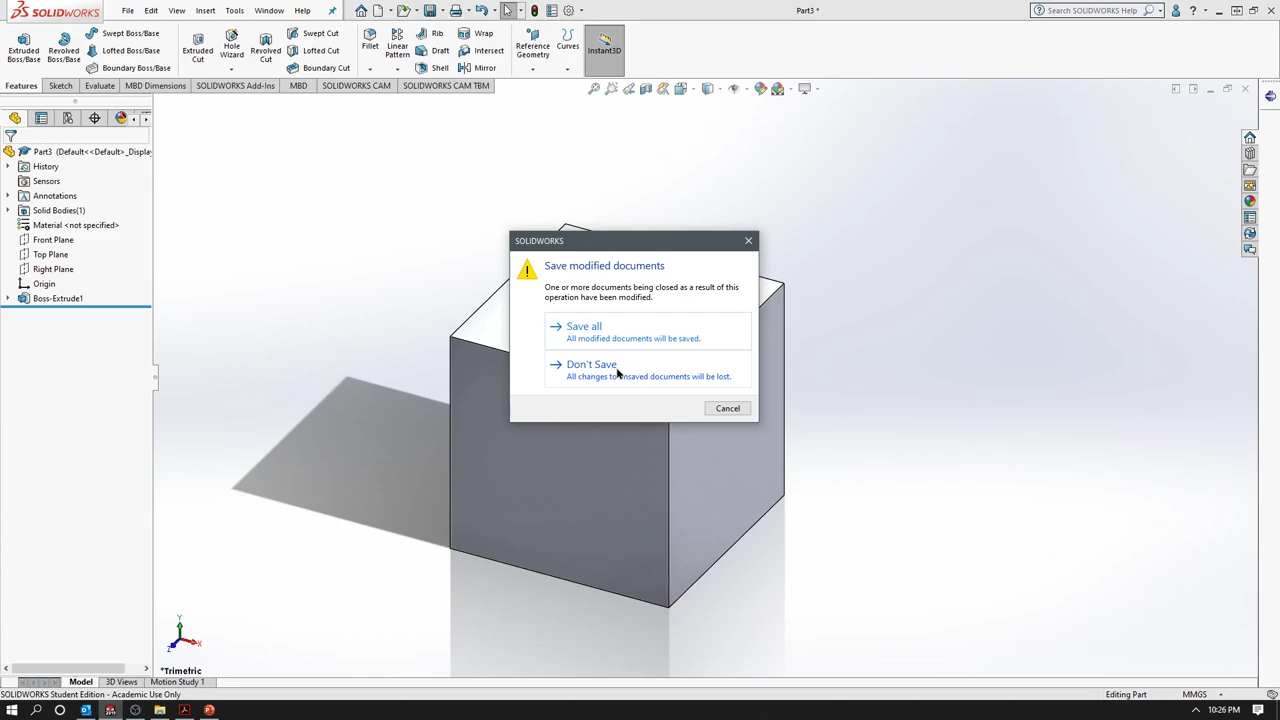 SOLIDWORKS
File Edit View Insert Tools Window Help
Part3 *
Search SOLIDWORKS Help
Extruded Boss/Base
Revolved Boss/Base
Swept Boss/Base
Lofted Boss/Base
Boundary Boss/Base
Extruded Cut
Hole Wizard
Revolved Cut
Swept Cut
Lofted Cut
Boundary Cut
Fillet
Linear Pattern
Rib
Draft
Shell
Wrap
Intersect
Mirror
Reference Geometry
Curves
Instant3D
Features Sketch Evaluate MBD Dimensions SOLIDWORKS Add-Ins MBD SOLIDWORKS CAM SOLIDWORKS CAM TBM
Part3 (Default<<Default>_Display
History
Sensors
Annotations
Solid Bodies(1)
Material <not specified>
Front Plane
Top Plane
Right Plane
Origin
Boss-Extrude1
SOLIDWORKS
Save modified documents
One or more documents being closed as a result of this
operation have been modified.
Save all
All modified documents will be saved.
Don't Save
All changes to unsaved documents will be lost.
Cancel
Y
X
Z
*Trimetric
Model 3D Views Motion Study 1
SOLIDWORKS Student Edition - Academic Use Only
Editing Part MMGS
10:26 PM